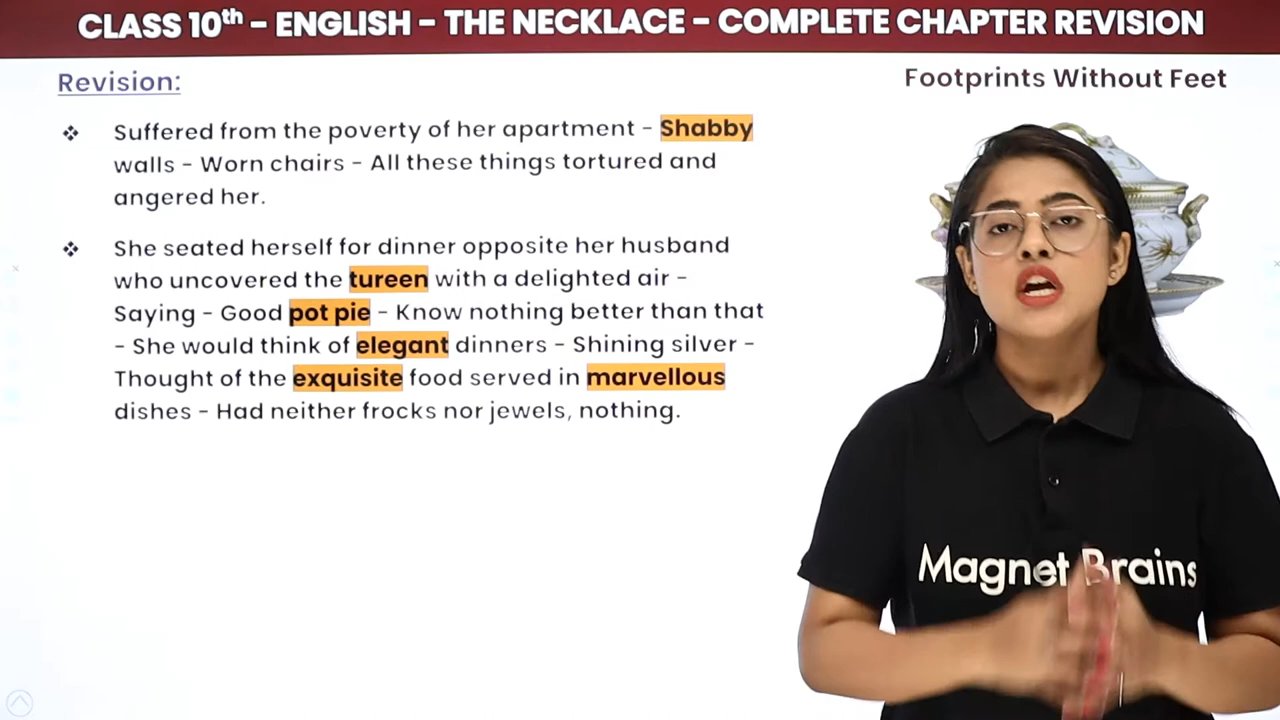 CLASS 10th – ENGLISH – THE NECKLACE – COMPLETE CHAPTER REVISION
Revision:
Footprints Without Feet
❖ Suffered from the poverty of her apartment – Shabby
walls – Worn chairs – All these things tortured and
angered her.
❖ She seated herself for dinner opposite her husband
who uncovered the tureen with a delighted air –
Saying – Good pot pie – Know nothing better than that
– She would think of elegant dinners – Shining silver –
Thought of the exquisite food served in marvellous
dishes – Had neither frocks nor jewels, nothing.
Magnet Brains